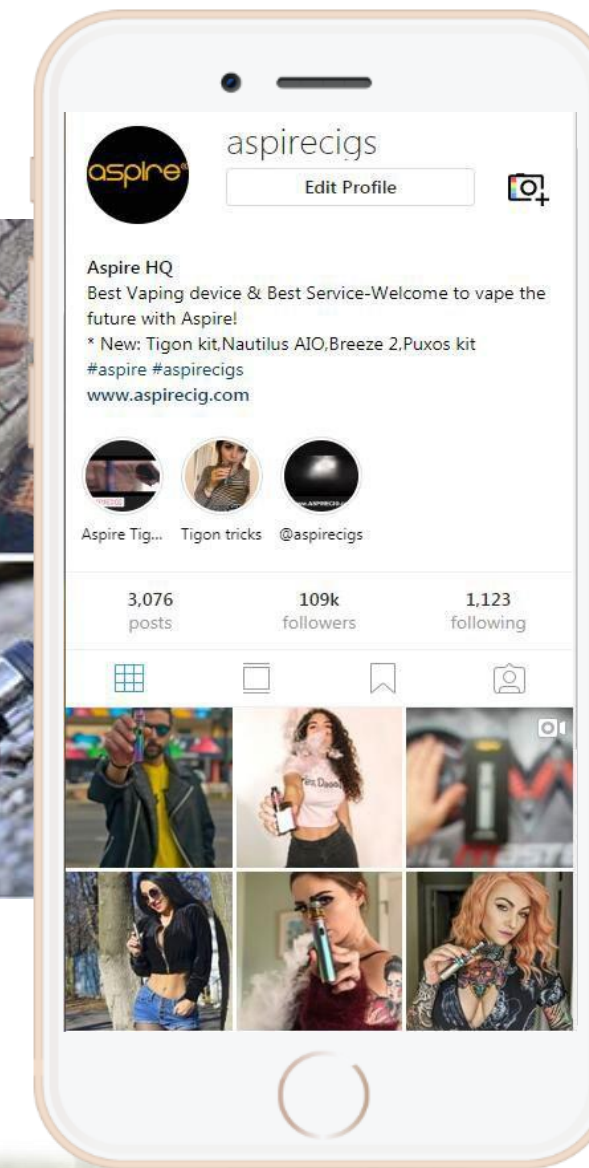 aspire®
aspirecigs
Edit Profile
Aspire HQ
Best Vaping device & Best Service-Welcome to vape the
future with Aspire!
* New: Tigon kit,Nautilus AIO,Breeze 2,Puxos kit
#aspire #aspirecigs
www.aspirecig.com
Aspire Tig... Tigon tricks @aspirecigs
3,076 109k 1,123
posts followers following